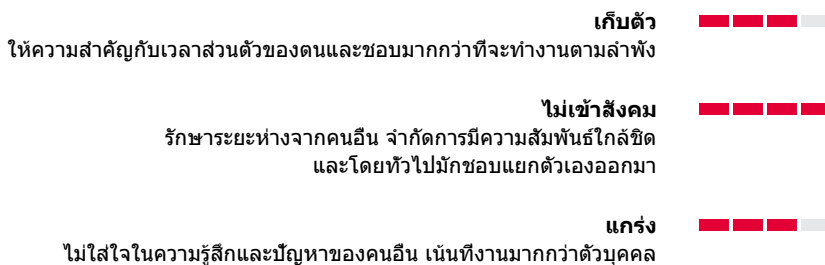 เก็บตัว
ให้ความสำคัญกับเวลาส่วนตัวของตนและชอบมากกว่าที่จะทำงานตามลำพัง
ไม่เข้าสังคม
รักษาระยะห่างจากคนอื่น จำกัดการมีความสัมพันธ์ใกล้ชิด
และโดยทั่วไปมักชอบแยกตัวเองออกมา
แกร่ง
ไม่ใส่ใจในความรู้สึกและปัญหาของคนอื่น เน้นที่งานมากกว่าตัวบุคคล